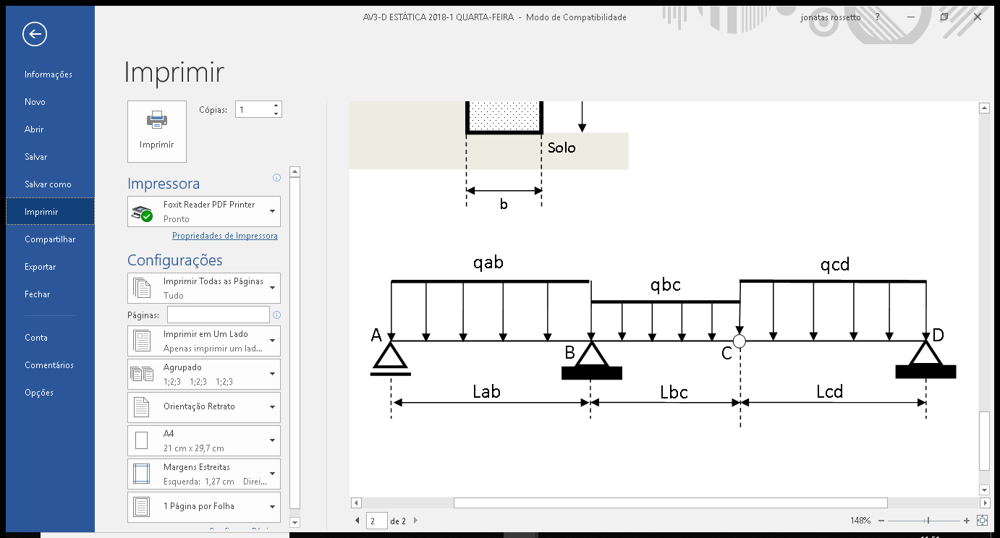 AV3-D ESTÁTICA 2018-1 QUARTA-FEIRA - Modo de Compatibilidade
jonatas rossetto
?
Informações
Novo
Abrir
Salvar
Salvar como
Imprimir
Compartilhar
Exportar
Fechar
Conta
Comentários
Opções
Imprimir
Imprimir
Cópias: 1
Impressora
Foxit Reader PDF Printer
Pronto
Propriedades de Impressora
Configurações
Imprimir Todas as Páginas
Tudo
Páginas:
Imprimir em Um Lado
Apenas imprimir um lad...
Agrupado
1;2;3 1;2;3 1;2;3
Orientação Retrato
A4
21 cm x 29,7 cm
Margens Estreitas
Esquerda: 1,27 cm Direi...
1 Página por Folha
Solo
b
qab
qbc
qcd
A
B
C
D
Lab
Lbc
Lcd
2 de 2
148%